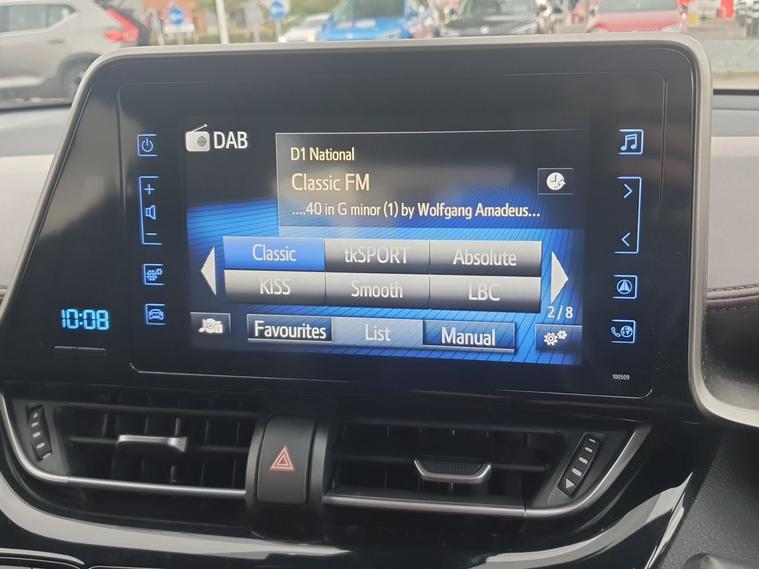 DAB
D1 National
Classic FM
....40 in G minor (1) by Wolfgang Amadeus...
Classic tkSPORT Absolute
KISS Smooth LBC
2 / 8
Favourites List Manual
10:08
100509